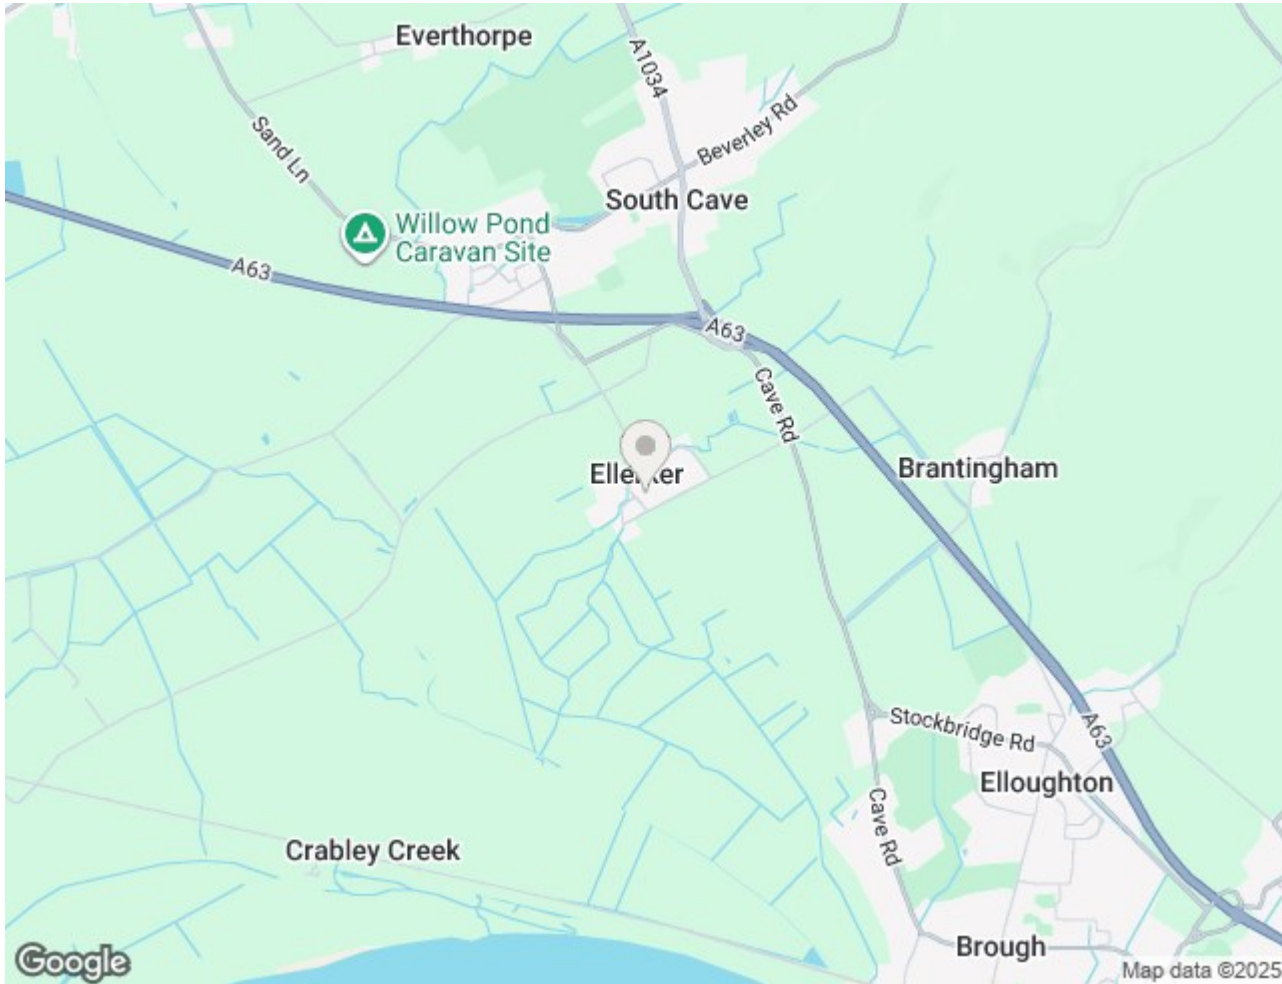 Everthorpe
A1034
Beverley Rd
Sand Ln
South Cave
Willow Pond
Caravan Site
A63
A63
Cave Rd
Brantingham
Stockbridge Rd
A63
Elloughton
Cave Rd
Crabley Creek
Brough
Google
Map data ©2025